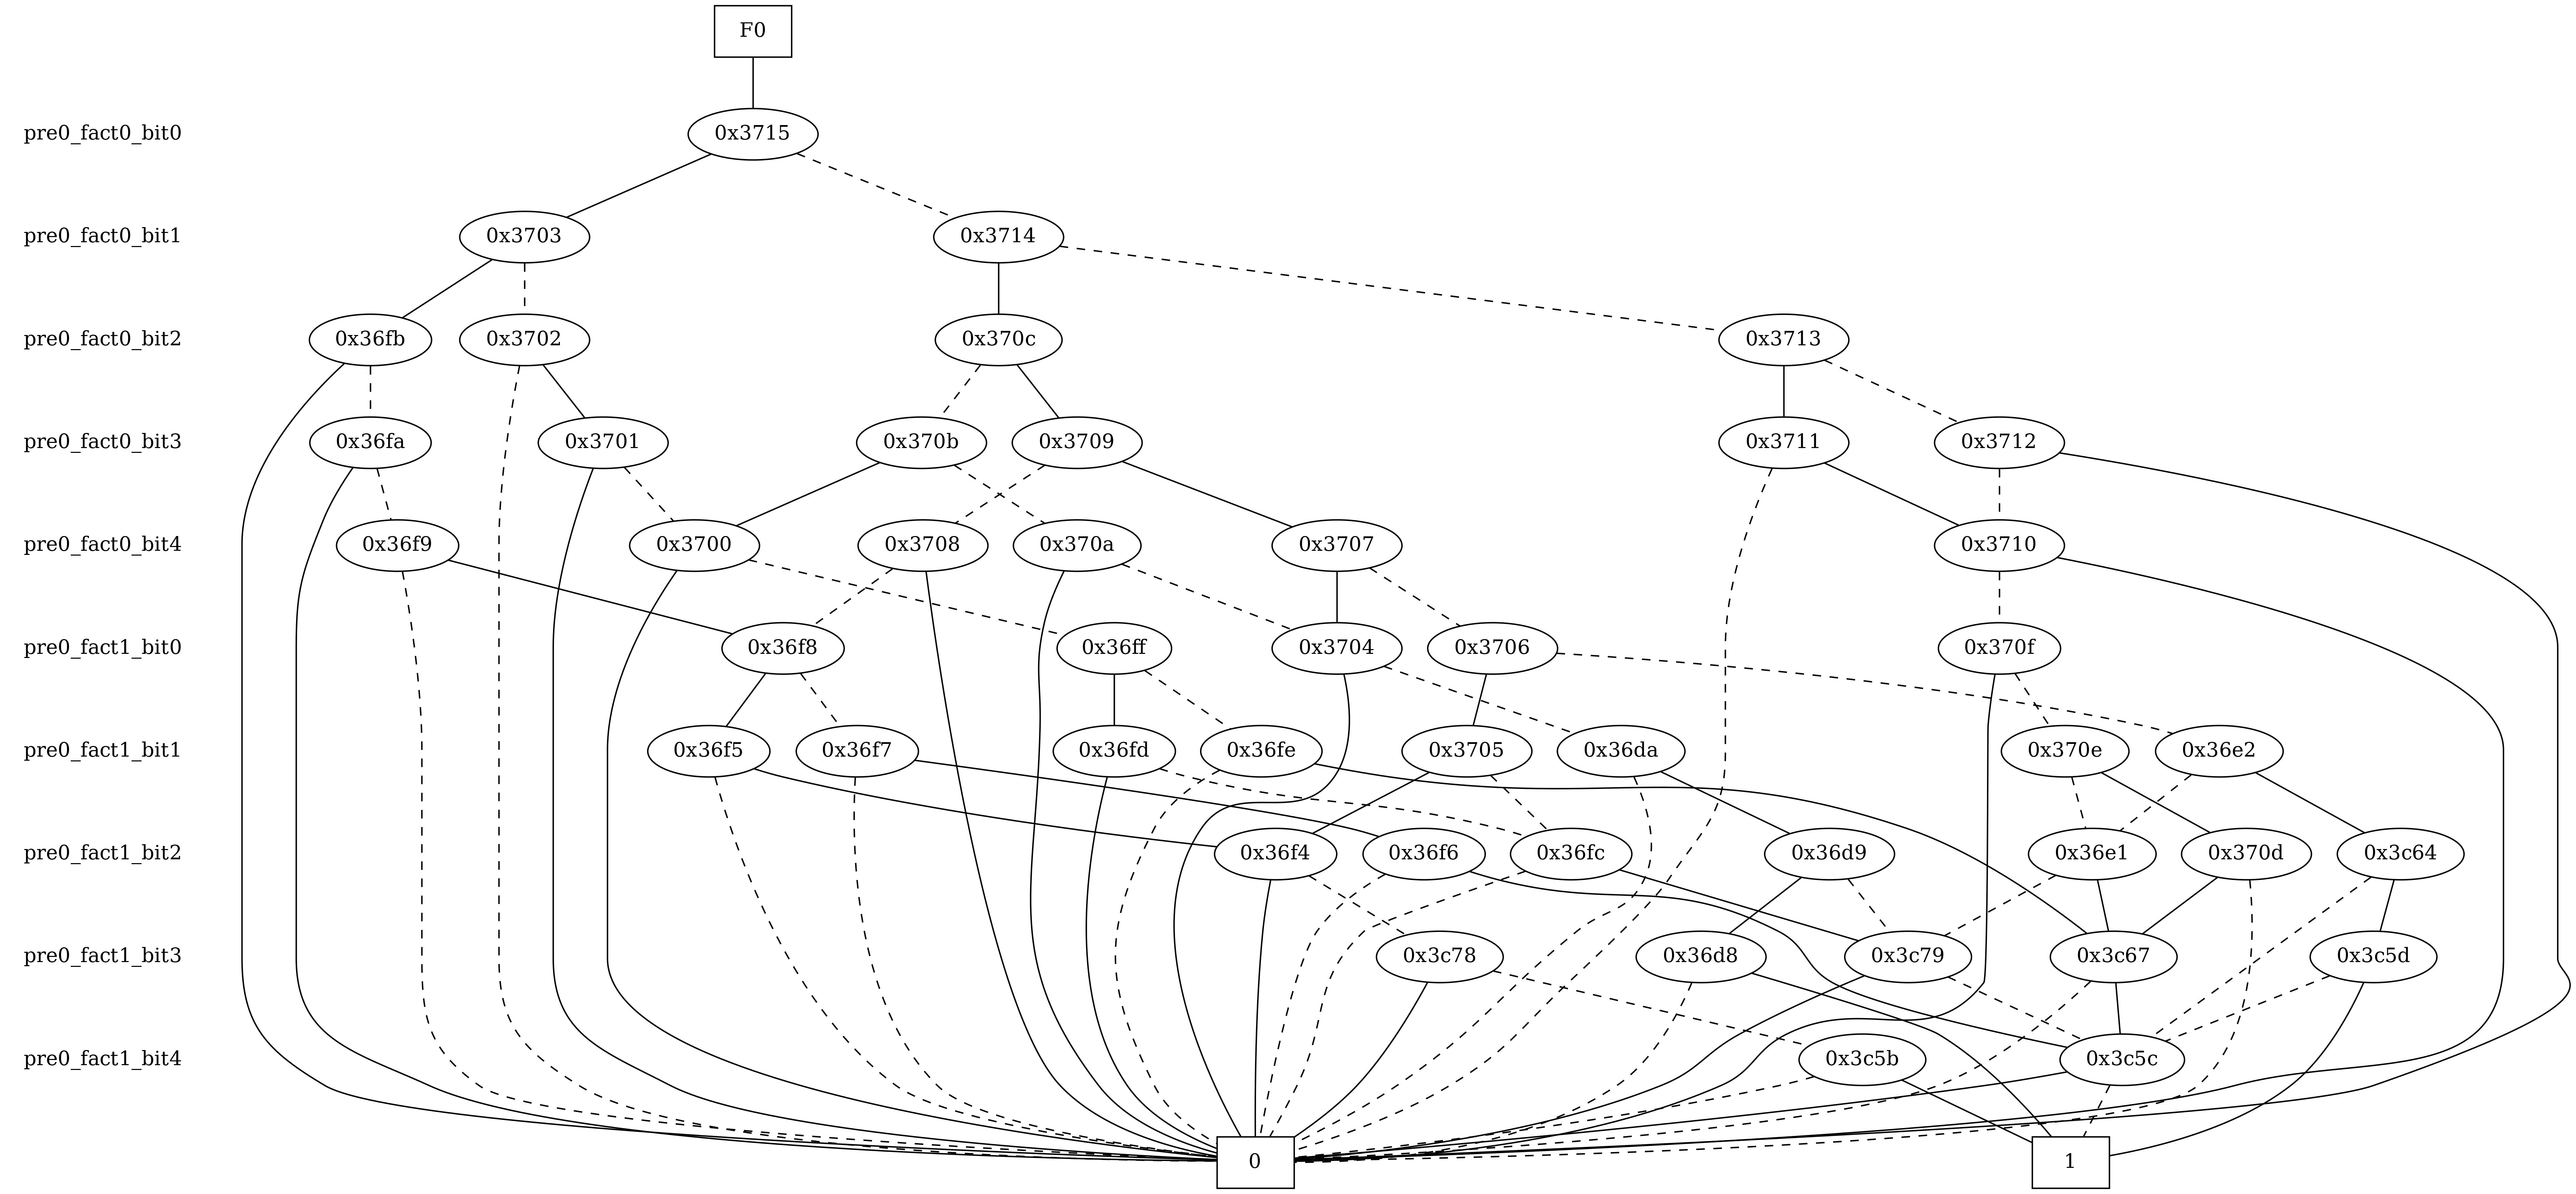 F0
pre0_fact0_bit0 0x3715
pre0_fact0_bit1 0x3703 0x3714
pre0_fact0_bit2 0x36fb 0x3702 0x370c 0x3713
pre0_fact0_bit3 0x36fa 0x3701 0x370b 0x3709 0x3711 0x3712
pre0_fact0_bit4 0x36f9 0x3700 0x3708 0x370a 0x3707 0x3710
pre0_fact1_bit0 0x36f8 0x36ff 0x3704 0x3706 0x370f
pre0_fact1_bit1 0x36f5 0x36f7 0x36fd 0x36fe 0x3705 0x36da 0x370e 0x36e2
pre0_fact1_bit2 0x36f4 0x36f6 0x36fc 0x36d9 0x36e1 0x370d 0x3c64
pre0_fact1_bit3 0x3c78 0x36d8 0x3c79 0x3c67 0x3c5d
pre0_fact1_bit4 0x3c5b 0x3c5c
0 1